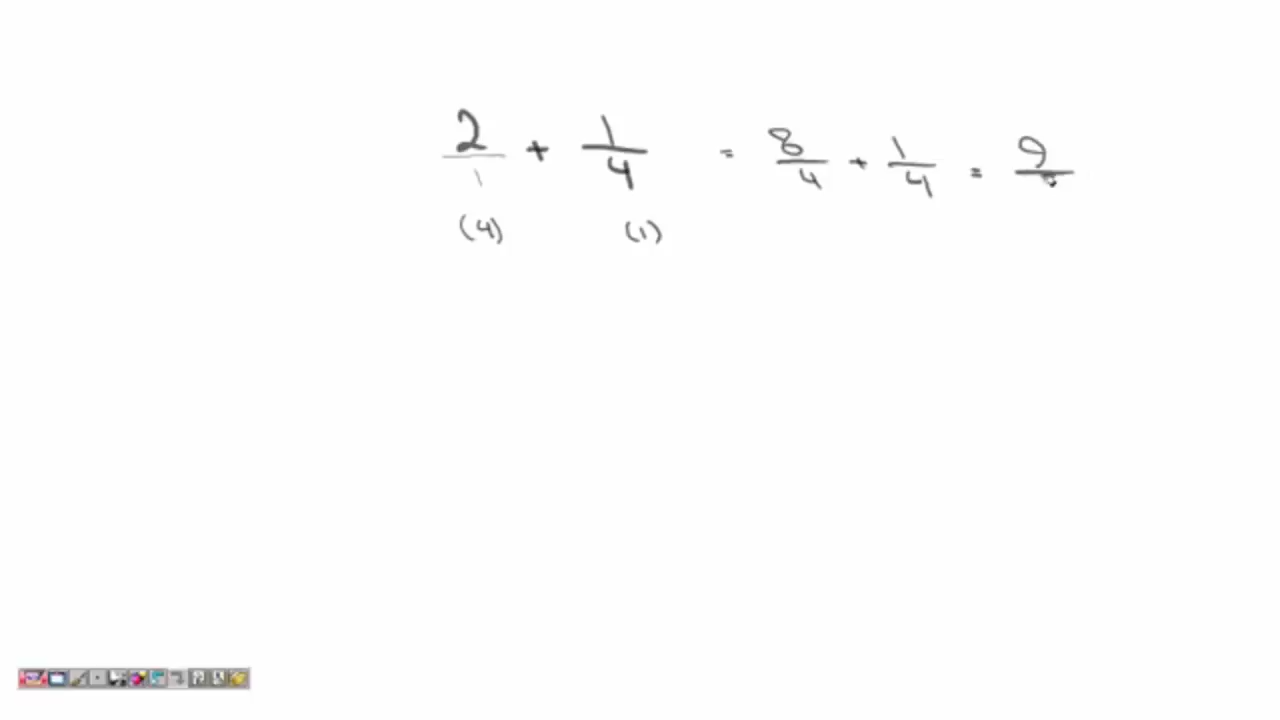 2/1 + 1/4 = 8/4 + 1/4 = 9/
(4) (1)